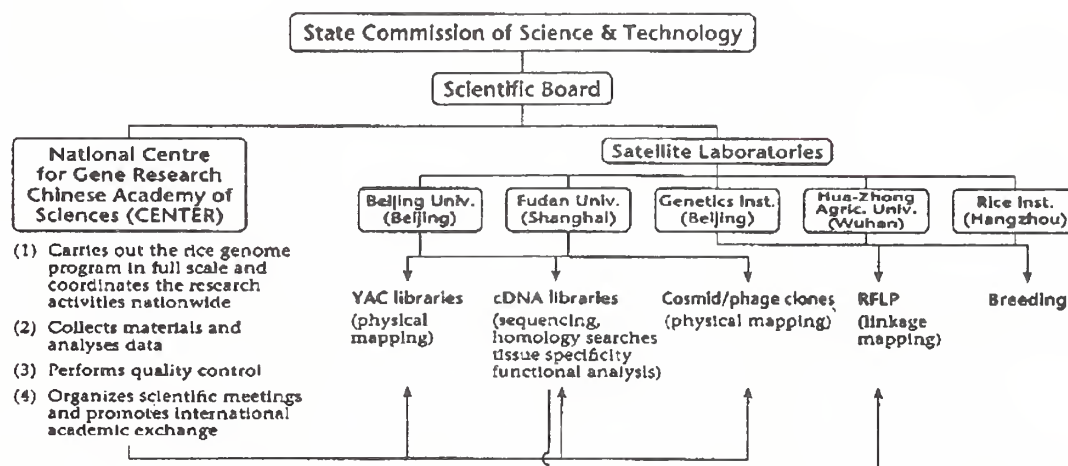 State Commission of Science & Technology
Scientific Board
National Centre
for Gene Research
Chinese Academy of
Sciences (CENTER)
(1) Carries out the rice genome
program in full scale and
coordinates the research
activities nationwide
(2) Collects materials and
analyses data
(3) Performs quality control
(4) Organizes scientific meetings
and promotes international
academic exchange
Satellite Laboratories
Beijing Univ.
(Beijing)
Fudan Univ.
(Shanghai)
Genetics Inst.
(Beijing)
Hua-Zhong
Agric. Univ.
(Wuhan)
Rice Inst.
(Hangzhou)
YAC libraries
(physical
mapping)
cDNA libraries
(sequencing,
homology searches
tissue specificity
functional analysis)
Cosmid/phage clones
(physical mapping)
RFLP
(linkage
mapping)
Breeding